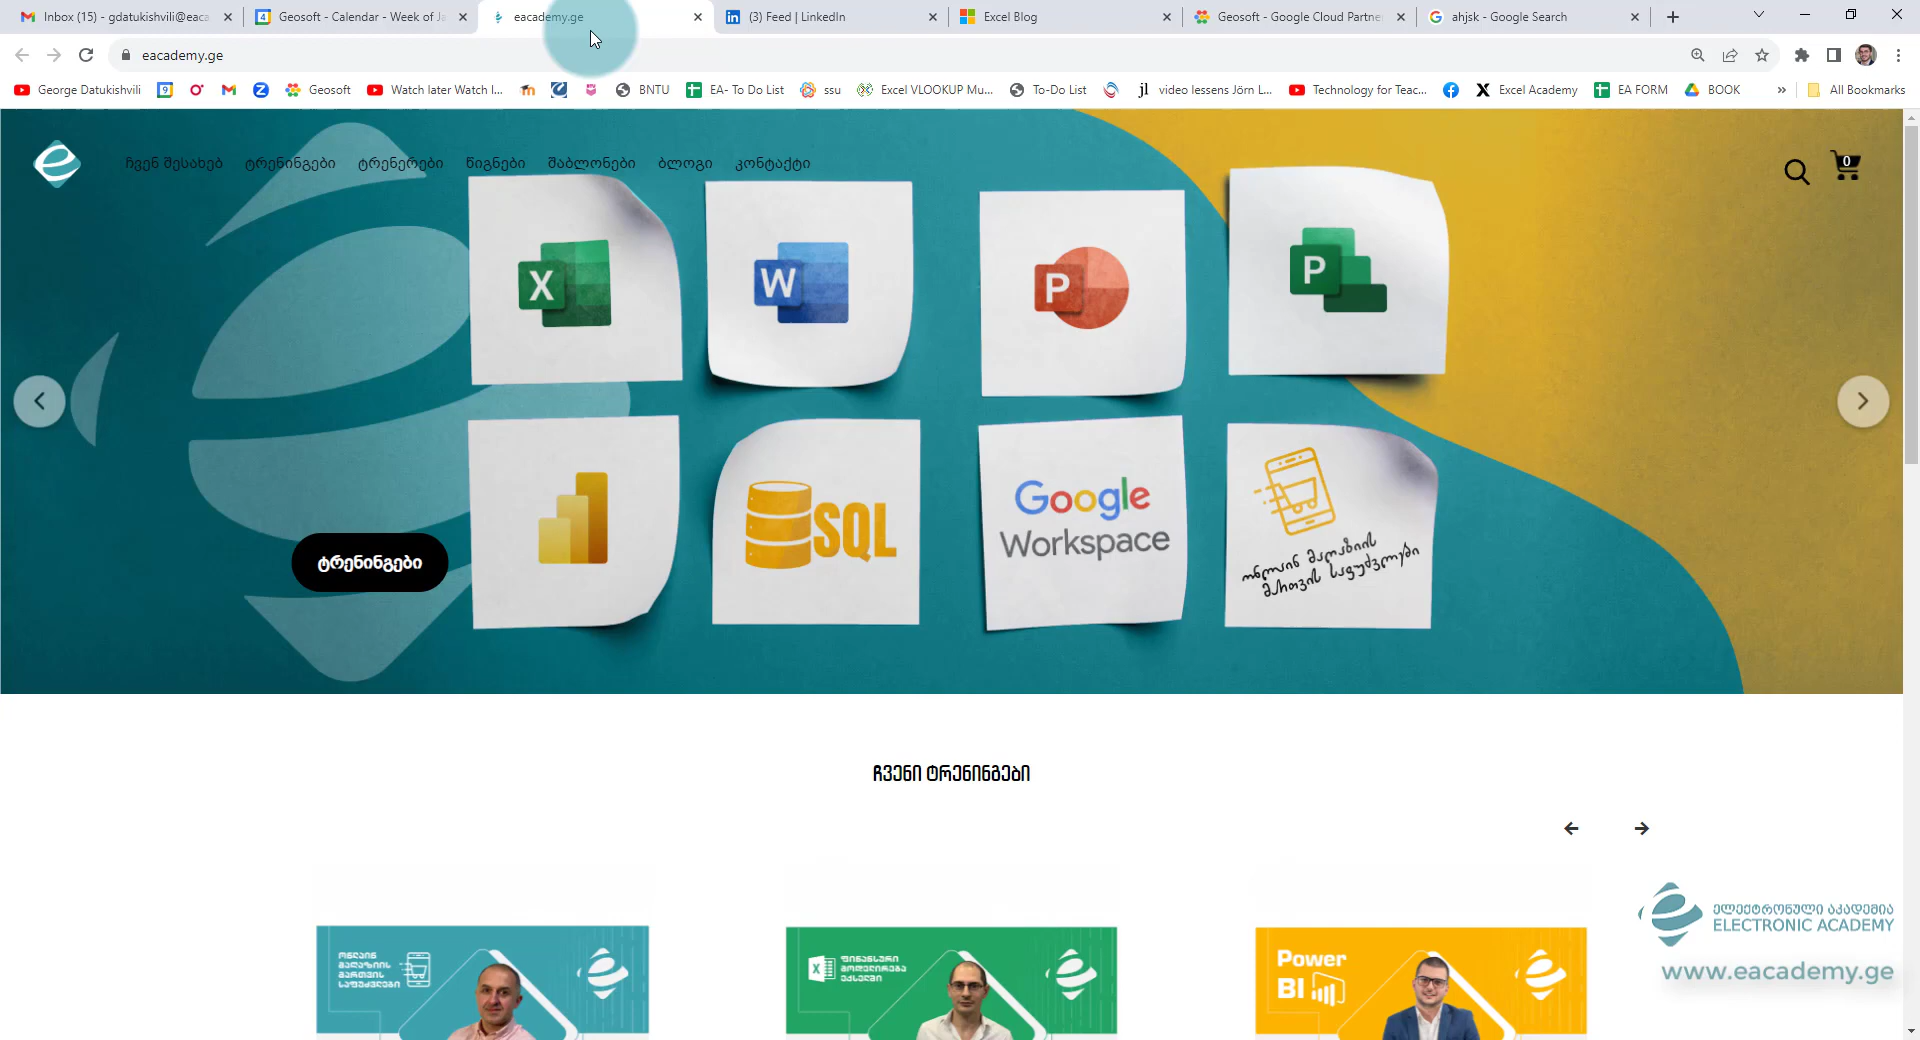 Inbox (15) - gdatukishvili@eaca
Geosoft - Calendar - Week of Ja
eacademy.ge
(3) Feed | LinkedIn
Excel Blog
Geosoft - Google Cloud Partne
ahjsk - Google Search
eacademy.ge
George Datukishvili
Geosoft
Watch later Watch l...
BNTU
EA- To Do List
ssu
Excel VLOOKUP Mu...
To-Do List
jl video lessens Jörn L...
Technology for Teac...
Excel Academy
EA FORM
BOOK
All Bookmarks
ჩვენ შესახებ
ტრენინგები
ტრენერები
წიგნები
შაბლონები
ბლოგი
კონტაქტი
0
X
W
P
P
SQL
Google
Workspace
ონლაინ მაღაზიის
მართვის საფუძვლები
ტრენინგები
ჩვენი ტრენინგები
ონლაინ
მაღაზიის
მართვის
საფუძვლები
ფინანსური
მოდელირება
ექსელში
Power
BI
ელექტრონული აკადემია
ELECTRONIC ACADEMY
www.eacademy.ge